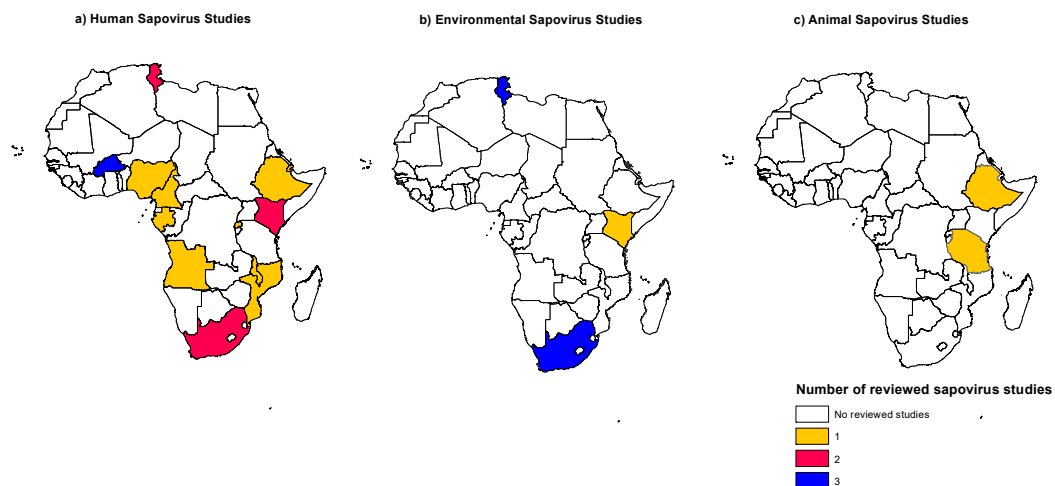 a) Human Sapovirus Studies
b) Environmental Sapovirus Studies
c) Animal Sapovirus Studies
Number of reviewed sapovirus studies
No reviewed studies
1
2
3